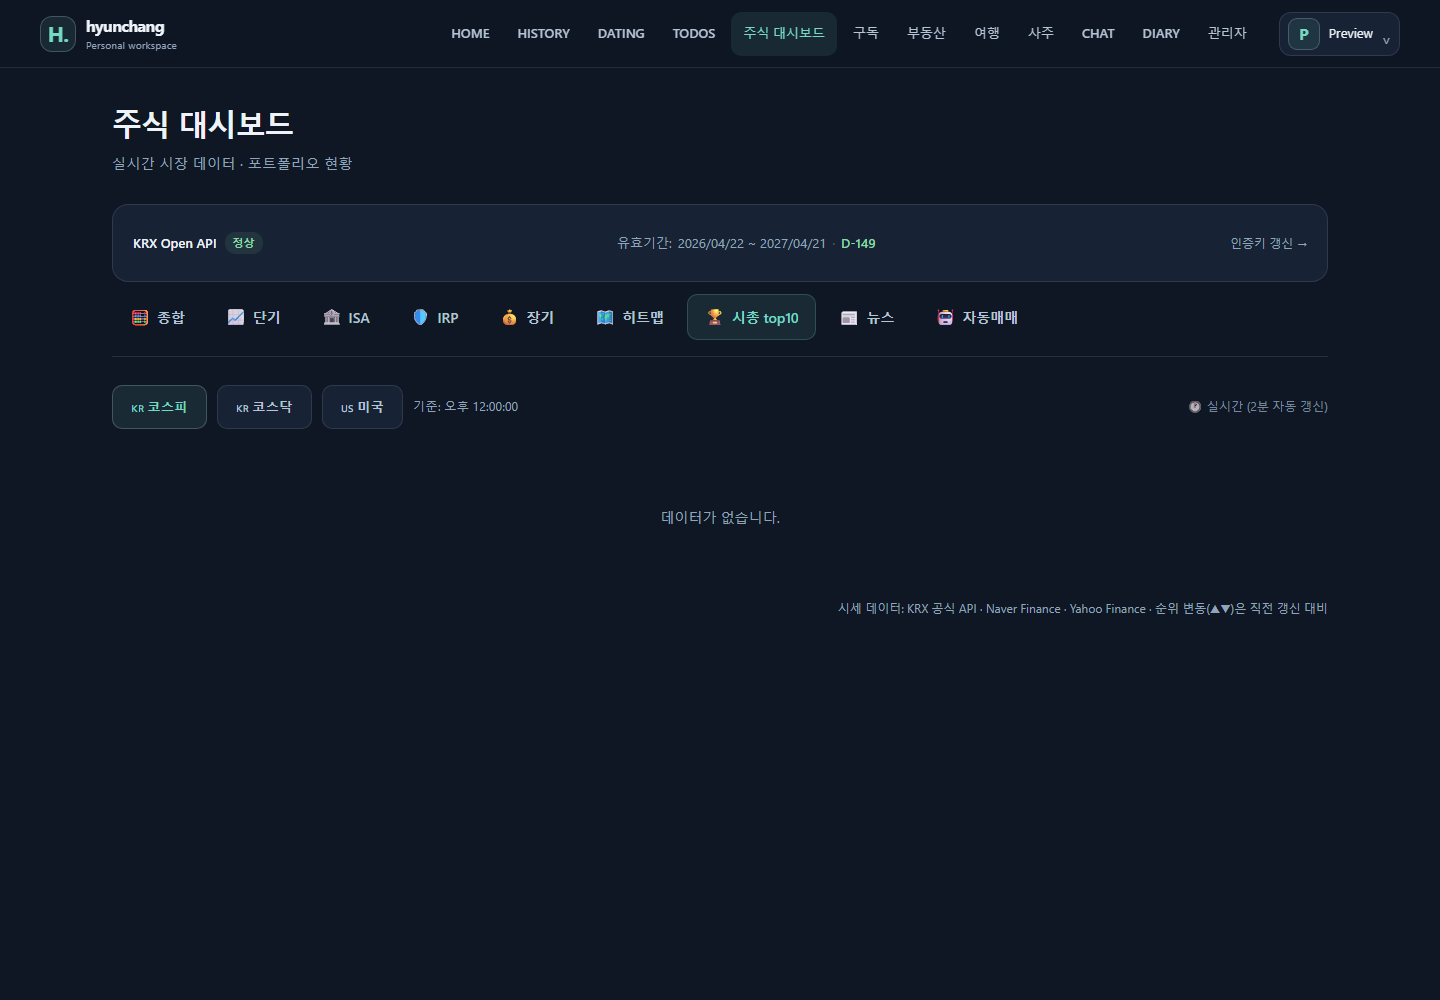 H. hyunchang
Personal workspace
HOME HISTORY DATING TODOS 주식 대시보드 구독 부동산 여행 사주 CHAT DIARY 관리자 P Preview v
주식 대시보드
실시간 시장 데이터 · 포트폴리오 현황
KRX Open API 정상 유효기간: 2026/04/22 ~ 2027/04/21 · D-149 인증키 갱신 →
종합 단기 ISA IRP 장기 히트맵 시총 top10 뉴스 자동매매
KR 코스피 KR 코스닥 US 미국 기준: 오후 12:00:00 실시간 (2분 자동 갱신)
데이터가 없습니다.
시세 데이터: KRX 공식 API · Naver Finance · Yahoo Finance · 순위 변동(▲▼)은 직전 갱신 대비